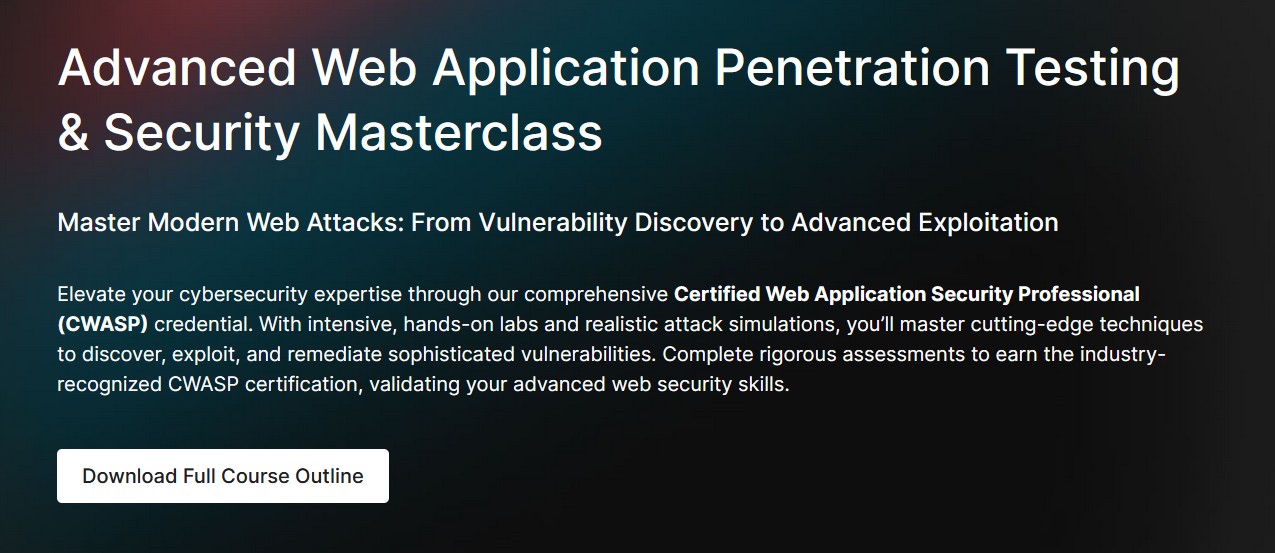 Advanced Web Application Penetration Testing
& Security Masterclass
Master Modern Web Attacks: From Vulnerability Discovery to Advanced Exploitation
Elevate your cybersecurity expertise through our comprehensive Certified Web Application Security Professional
(CWASP) credential. With intensive, hands-on labs and realistic attack simulations, you’ll master cutting-edge techniques
to discover, exploit, and remediate sophisticated vulnerabilities. Complete rigorous assessments to earn the industry-
recognized CWASP certification, validating your advanced web security skills.
Download Full Course Outline